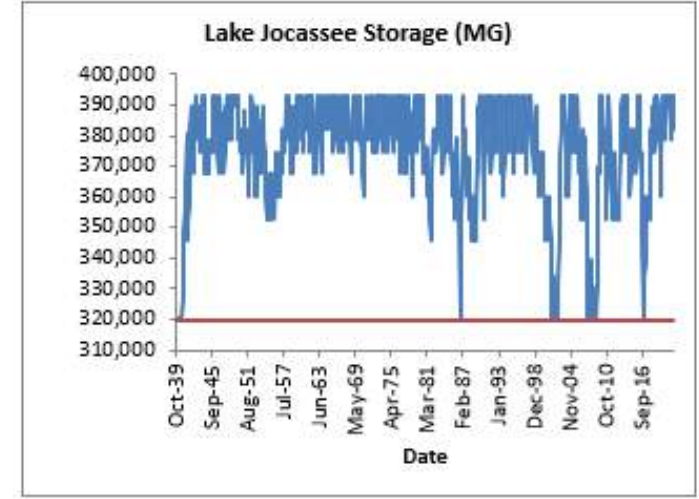 Lake Jocassee Storage (MG)
400,000
390,000
380,000
370,000
360,000
350,000
340,000
330,000
320,000
310,000
Oct-39
Sep-45
Aug-51
Jul-57
Jun-63
May-69
Apr-75
Mar-81
Feb-87
Jan-93
Dec-98
Nov-04
Oct-10
Sep-16
Date